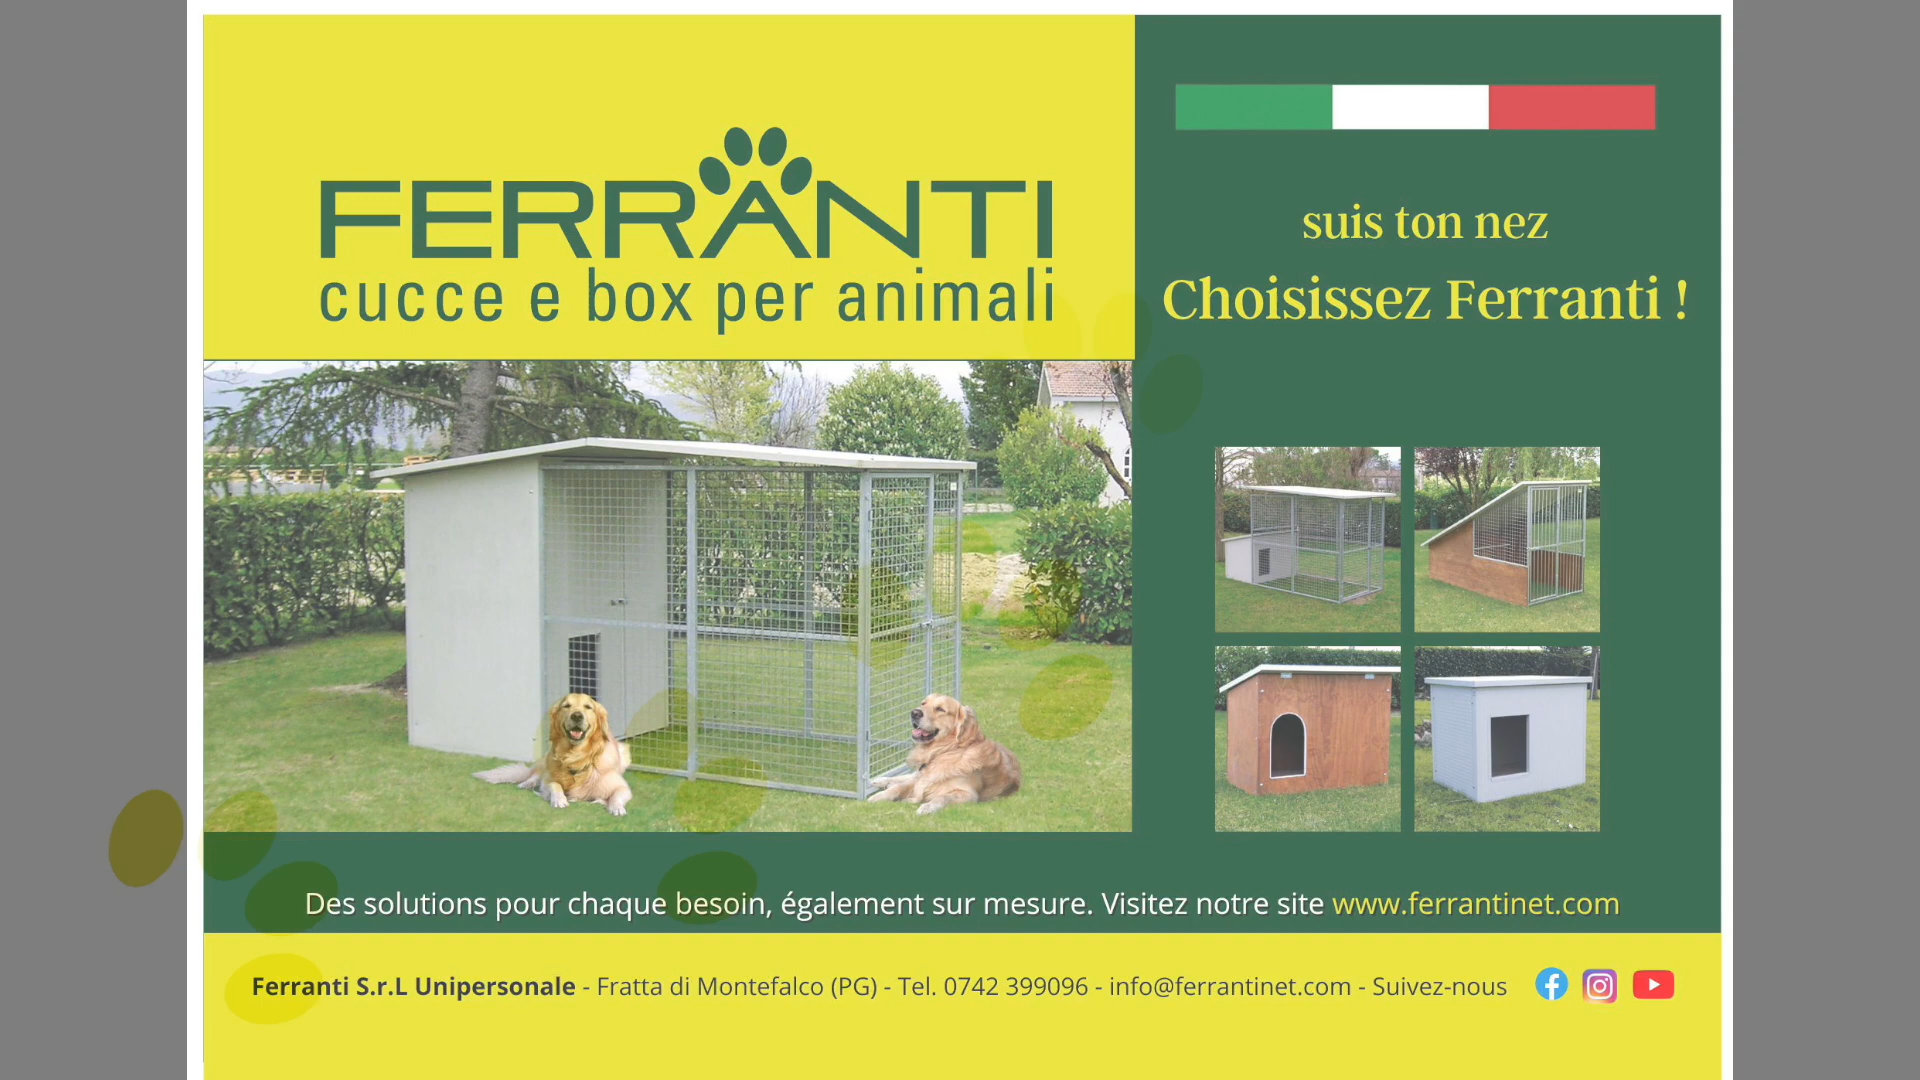 FERRANTI
cucce e box per animali
suis ton nez
Choisissez Ferranti !
Des solutions pour chaque besoin, également sur mesure. Visitez notre site www.ferrantinet.com
Ferranti S.r.L Unipersonale - Fratta di Montefalco (PG) - Tel. 0742 399096 - info@ferrantinet.com - Suivez-nous